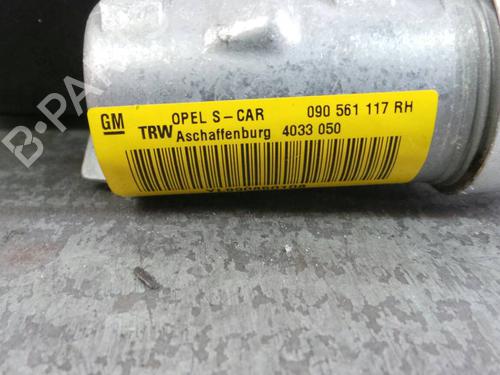 GM OPEL S-CAR 090 561 117 RH
TRW Aschaffenburg 4033 050